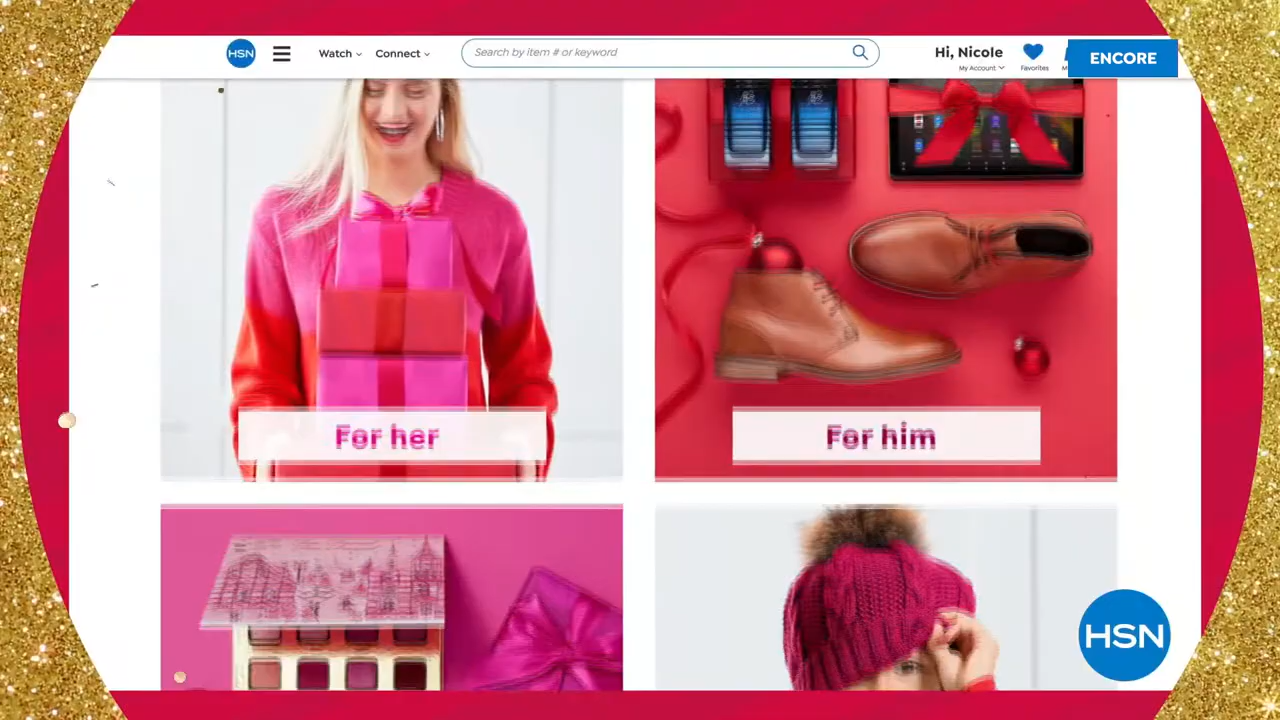 HSN
Watch
Connect
Search by item # or keyword
Hi, Nicole
My Account
Favorites
ENCORE
For her
For him
HSN